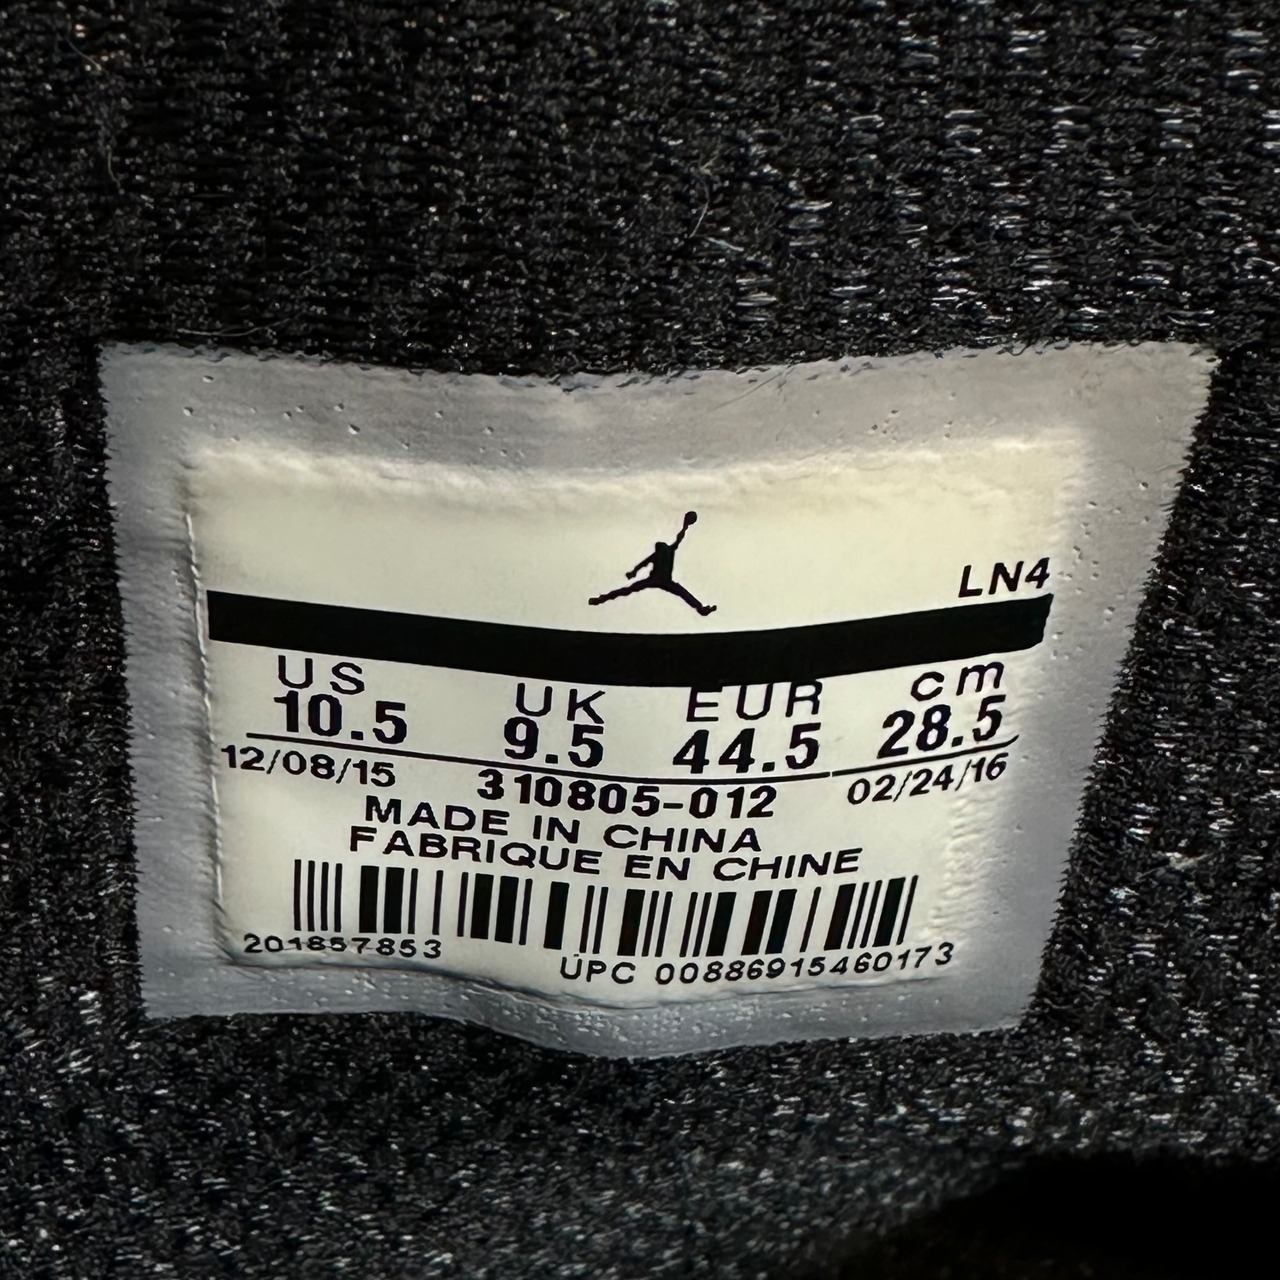 LN4
US UK EUR cm
10.5 9.5 44.5 28.5
12/08/15 310805-012 02/24/16
MADE IN CHINA
FABRIQUE EN CHINE
201857853
UPC 00886915460173